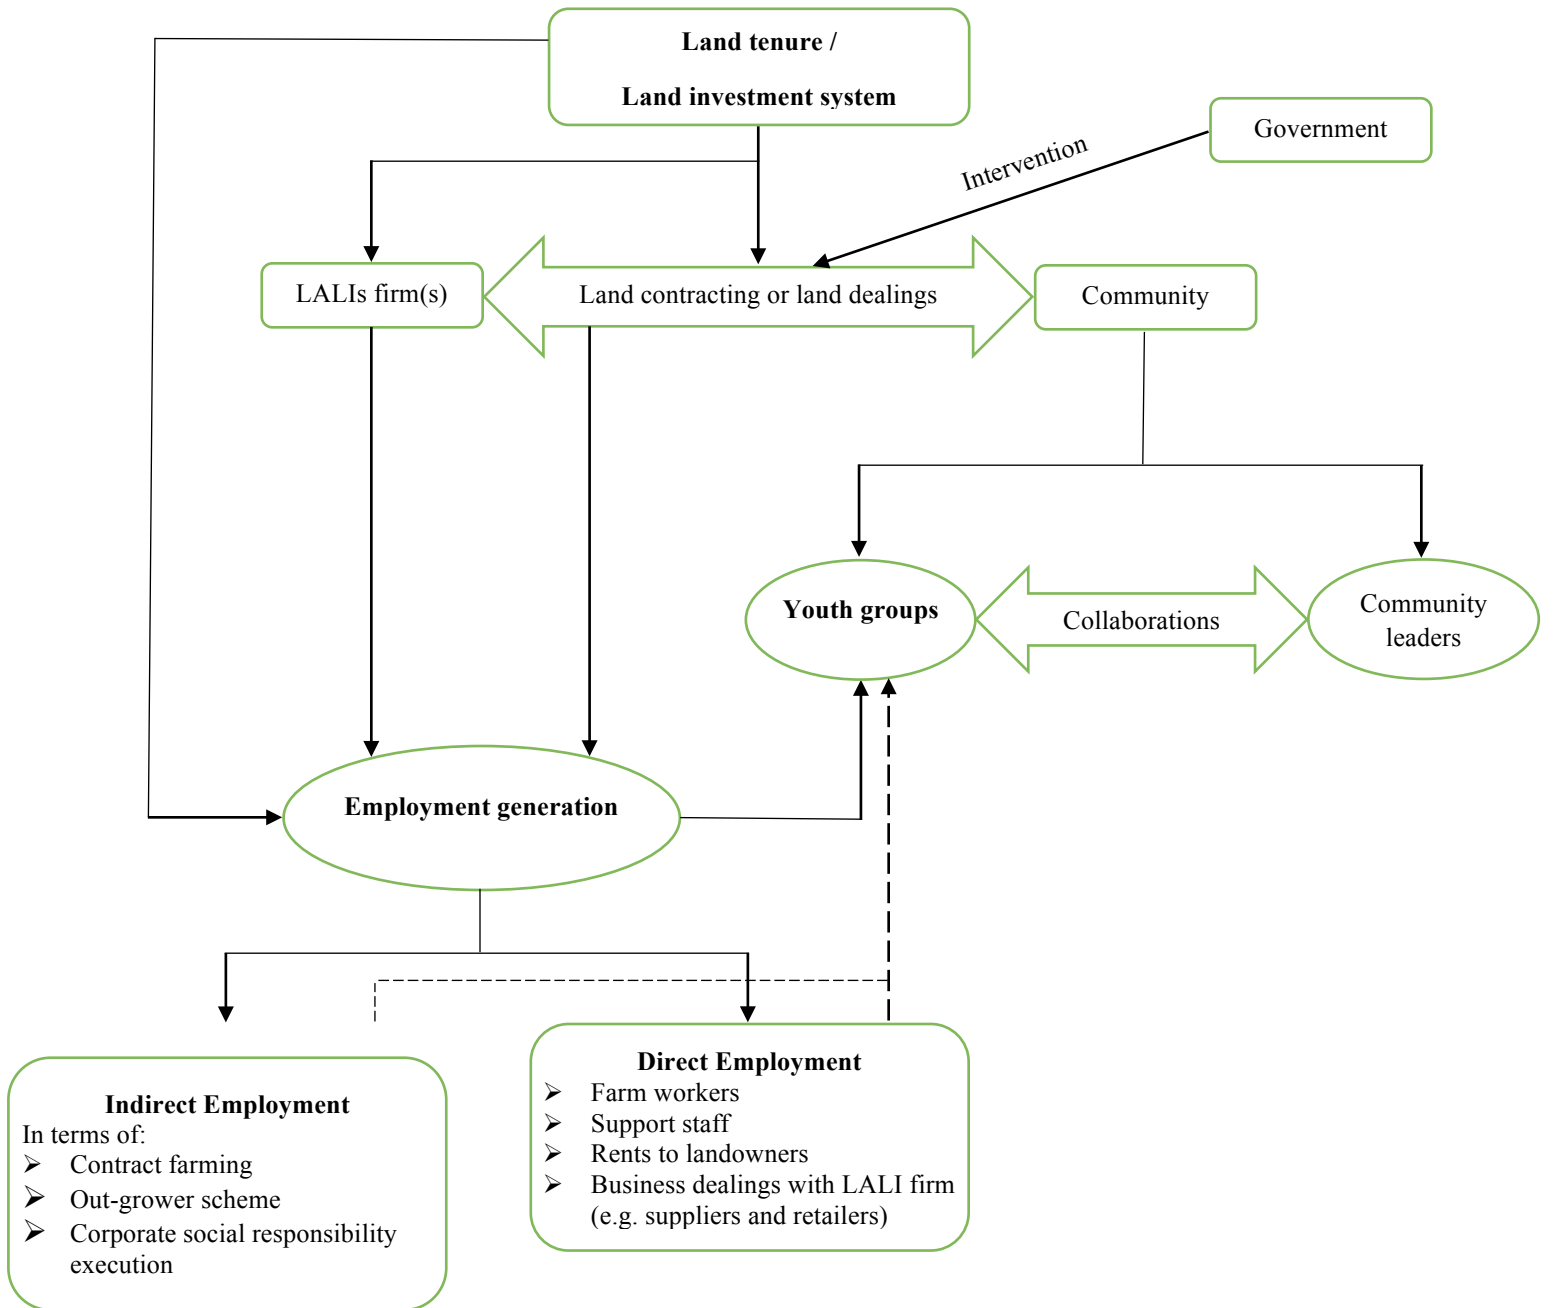 Land tenure /
Land investment system
Government
Intervention
LALIs firm(s)
Land contracting or land dealings
Community
Youth groups
Collaborations
Community
leaders
Employment generation
Indirect Employment
In terms of:
➢ Contract farming
➢ Out-grower scheme
➢ Corporate social responsibility
execution
Direct Employment
➢ Farm workers
➢ Support staff
➢ Rents to landowners
➢ Business dealings with LALI firm
(e.g. suppliers and retailers)